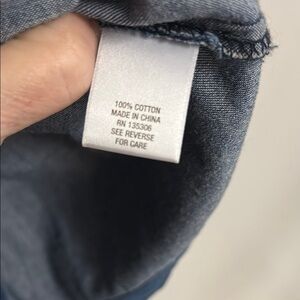 100% COTTON
MADE IN CHINA
RN 135306
SEE REVERSE
FOR CARE